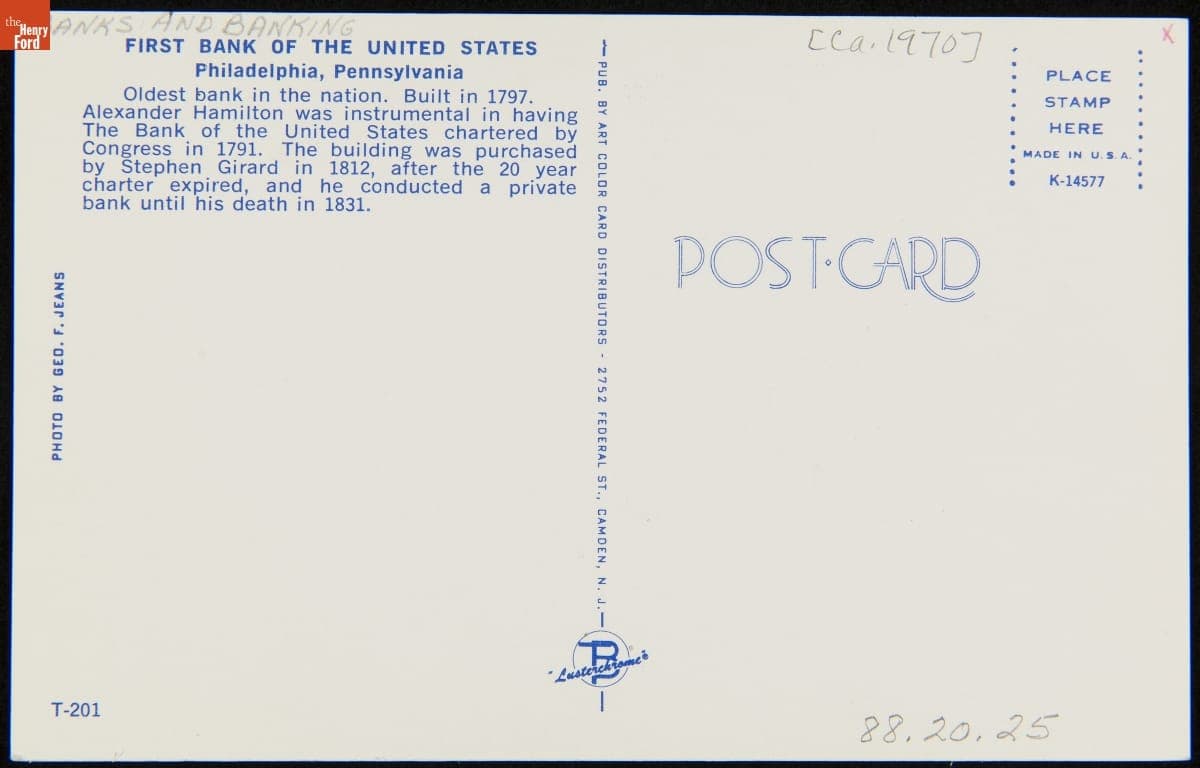 the
Henry
Ford
BANKS AND BANKING
FIRST BANK OF THE UNITED STATES
Philadelphia, Pennsylvania
Oldest bank in the nation. Built in 1797.
Alexander Hamilton was instrumental in having
The Bank of the United States chartered by
Congress in 1791. The building was purchased
by Stephen Girard in 1812, after the 20 year
charter expired, and he conducted a private
bank until his death in 1831.
PHOTO BY GEO. F. JEANS
T-201
PUB. BY ART COLOR CARD DISTRIBUTORS - 2752 FEDERAL ST., CAMDEN, N. J.
"Lusterchrome"®
[Ca. 1970]
X
PLACE
STAMP
HERE
MADE IN U.S.A.
K-14577
POST·CARD
88.20.25